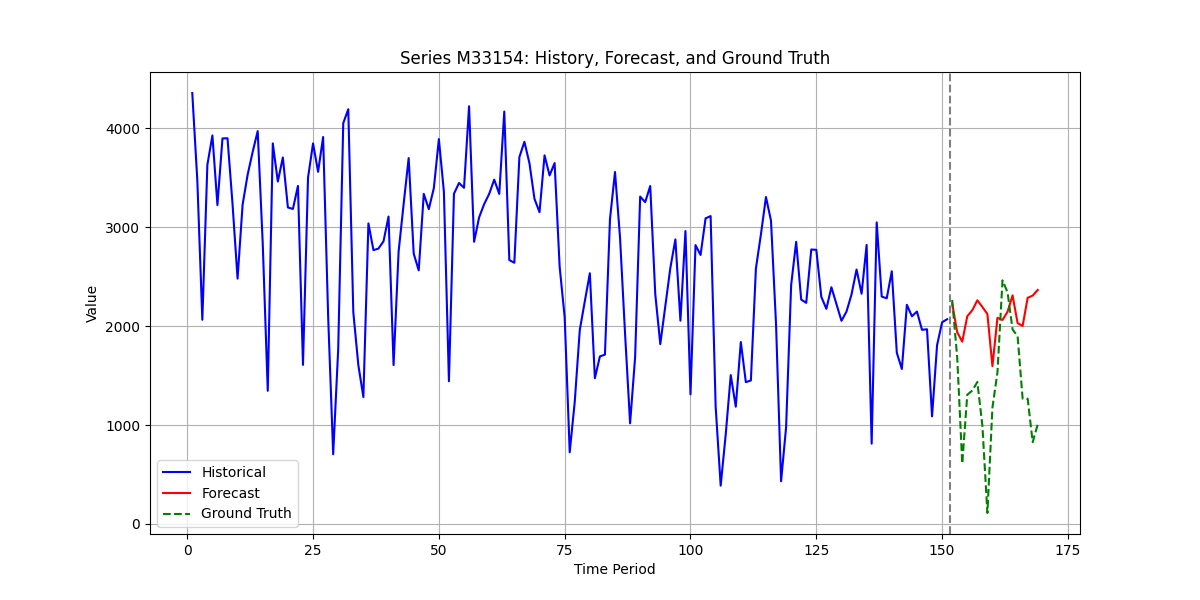 Series M33154: History, Forecast, and Ground Truth
Value
4000
3000
2000
1000
0
Historical
Forecast
Ground Truth
0 25 50 75 100 125 150 175
Time Period